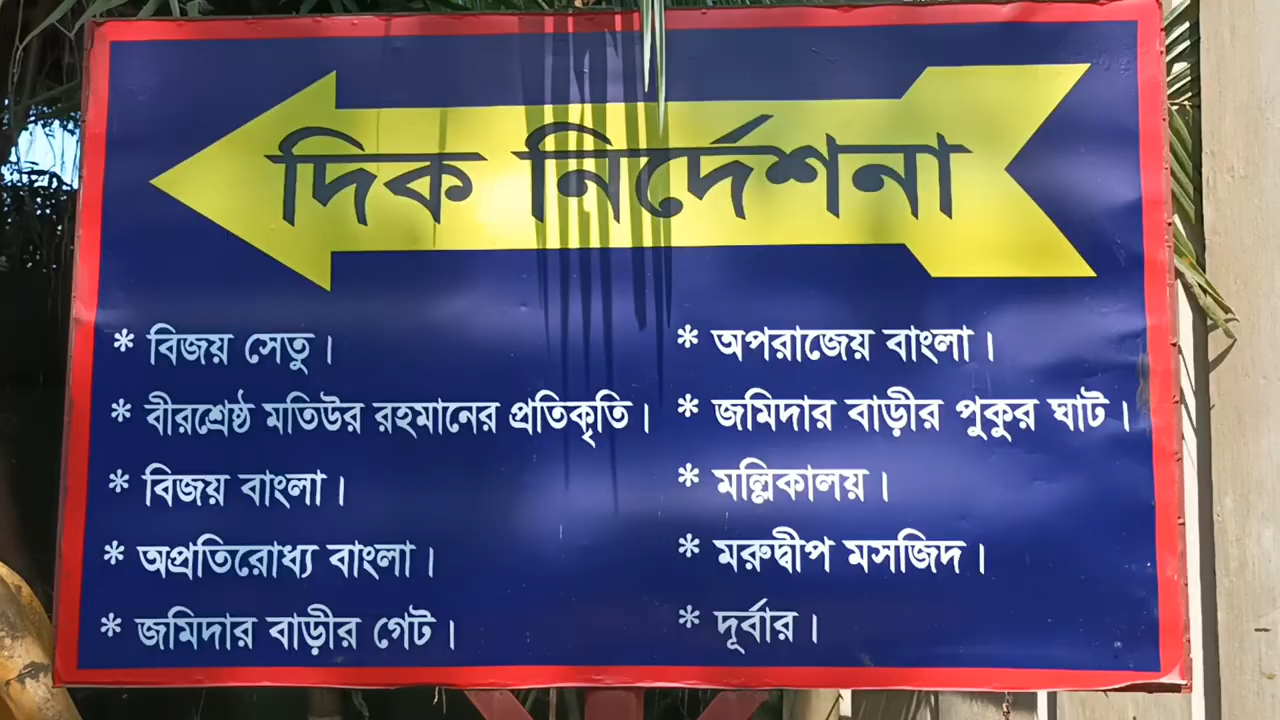 দিক নির্দেশনা
* বিজয় সেতু।
* বীরশ্রেষ্ঠ মতিউর রহমানের প্রতিকৃতি।
* বিজয় বাংলা।
* অপ্রতিরোধ্য বাংলা।
* জমিদার বাড়ীর গেট।
* অপরাজেয় বাংলা।
* জমিদার বাড়ীর পুকুর ঘাট।
* মল্লিকালয়।
* মরুদ্বীপ মসজিদ।
* দূর্বার।